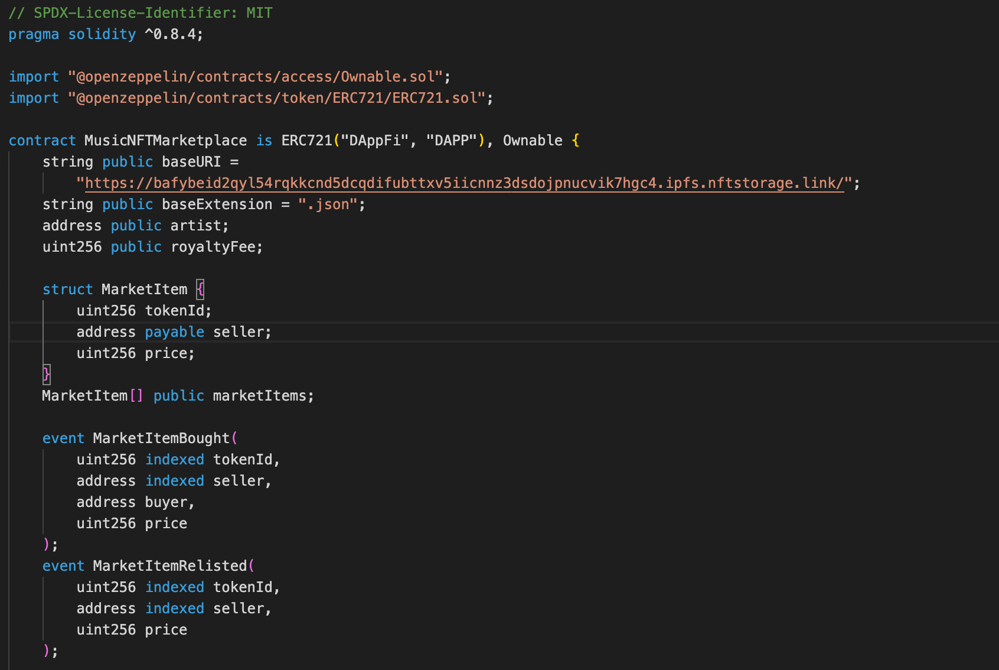 // SPDX-License-Identifier: MIT
pragma solidity ^0.8.4;
import "@openzeppelin/contracts/access/Ownable.sol";
import "@openzeppelin/contracts/token/ERC721/ERC721.sol";
contract MusicNFTMarketplace is ERC721("DAppFi", "DAPP"), Ownable {
string public baseURI =
"https://bafybeid2qyl54rqkkcnd5dcqdifubttxv5iicnnz3dsdojpnucvik7hgc4.ipfs.nftstorage.link/";
string public baseExtension = ".json";
address public artist;
uint256 public royaltyFee;
struct MarketItem {
uint256 tokenId;
address payable seller;
uint256 price;
}
MarketItem[] public marketItems;
event MarketItemBought(
uint256 indexed tokenId,
address indexed seller,
address buyer,
uint256 price
);
event MarketItemRelisted(
uint256 indexed tokenId,
address indexed seller,
uint256 price
);